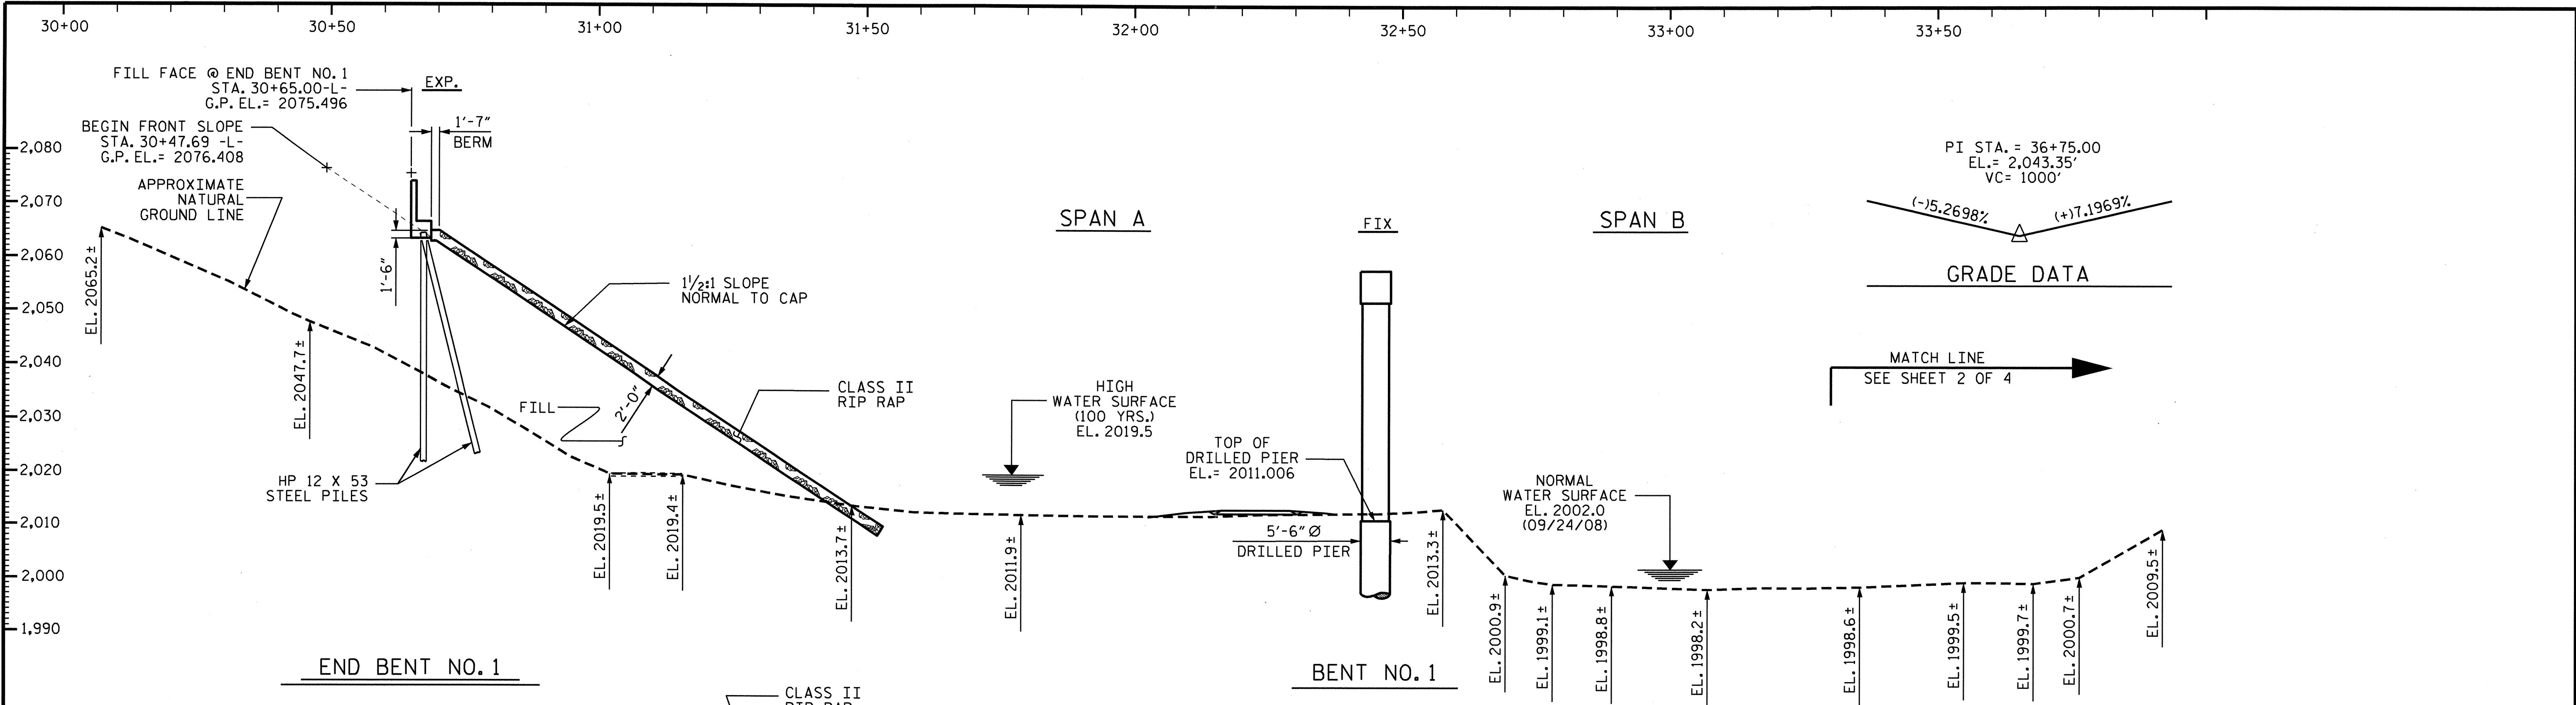 30+00
30+50
31+00
31+50
32+00
32+50
33+00
33+50
FILL FACE @ END BENT NO. 1
STA. 30+65.00-L-
G.P. EL.= 2075.496
EXP.
BEGIN FRONT SLOPE
STA. 30+47.69 -L-
G.P. EL.= 2076.408
1'-7"
BERM
APPROXIMATE
NATURAL
GROUND LINE
2,080
2,070
2,060
2,050
2,040
2,030
2,020
2,010
2,000
1,990
1'-6"
1½:1 SLOPE
NORMAL TO CAP
SPAN A
FIX
SPAN B
PI STA. = 36+75.00
EL.= 2,043.35'
VC= 1000'
(-)5.2698%
(+)7.1969%
GRADE DATA
MATCH LINE
SEE SHEET 2 OF 4
EL. 2065.2±
EL. 2047.7±
FILL
2'-0"
CLASS II
RIP RAP
HIGH
WATER SURFACE
(100 YRS.)
EL. 2019.5
TOP OF
DRILLED PIER
EL.= 2011.006
HP 12 X 53
STEEL PILES
NORMAL
WATER SURFACE
EL. 2002.0
(09/24/08)
5'-6" Ø
DRILLED PIER
EL. 2019.5±
EL. 2019.4±
EL. 2013.7±
EL. 2011.9±
EL. 2013.3±
EL. 2000.9±
EL. 1999.1±
EL. 1998.8±
EL. 1998.2±
EL. 1998.6±
EL. 1999.5±
EL. 1999.7±
EL. 2000.7±
EL. 2009.5±
END BENT NO. 1
BENT NO. 1
CLASS II
RIP RAP